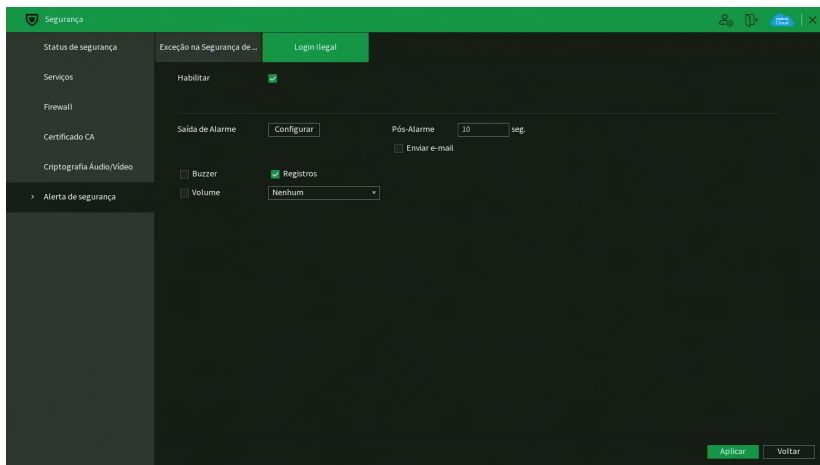 Segurança
Cloud
Status de segurança
Serviços
Firewall
Certificado CA
Criptografia Áudio/Vídeo
Alerta de segurança
Exceção na Segurança de ...
Login Ilegal
Habilitar
Saída de Alarme
Configurar
Pós-Alarme
10
seg.
Enviar e-mail
Buzzer
Registros
Volume
Nenhum
Aplicar
Voltar